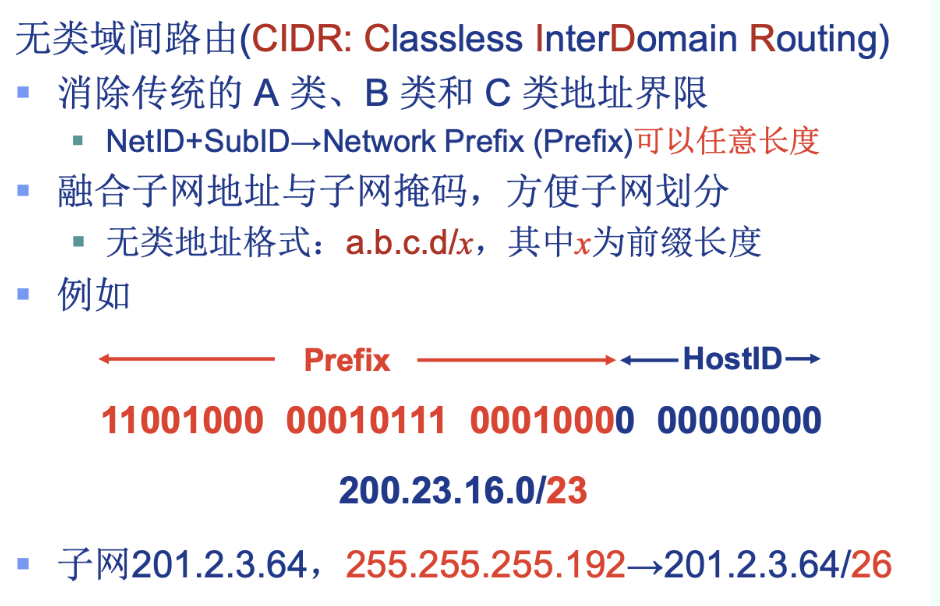 无类域间路由(CIDR: Classless InterDomain Routing)
消除传统的 A 类、B 类和 C 类地址界限
NetID+SubID→Network Prefix (Prefix)可以任意长度
融合子网地址与子网掩码，方便子网划分
无类地址格式：a.b.c.d/x，其中x为前缀长度
例如
Prefix HostID
11001000 00010111 00010000 00000000
200.23.16.0/23
子网201.2.3.64，255.255.255.192→201.2.3.64/26